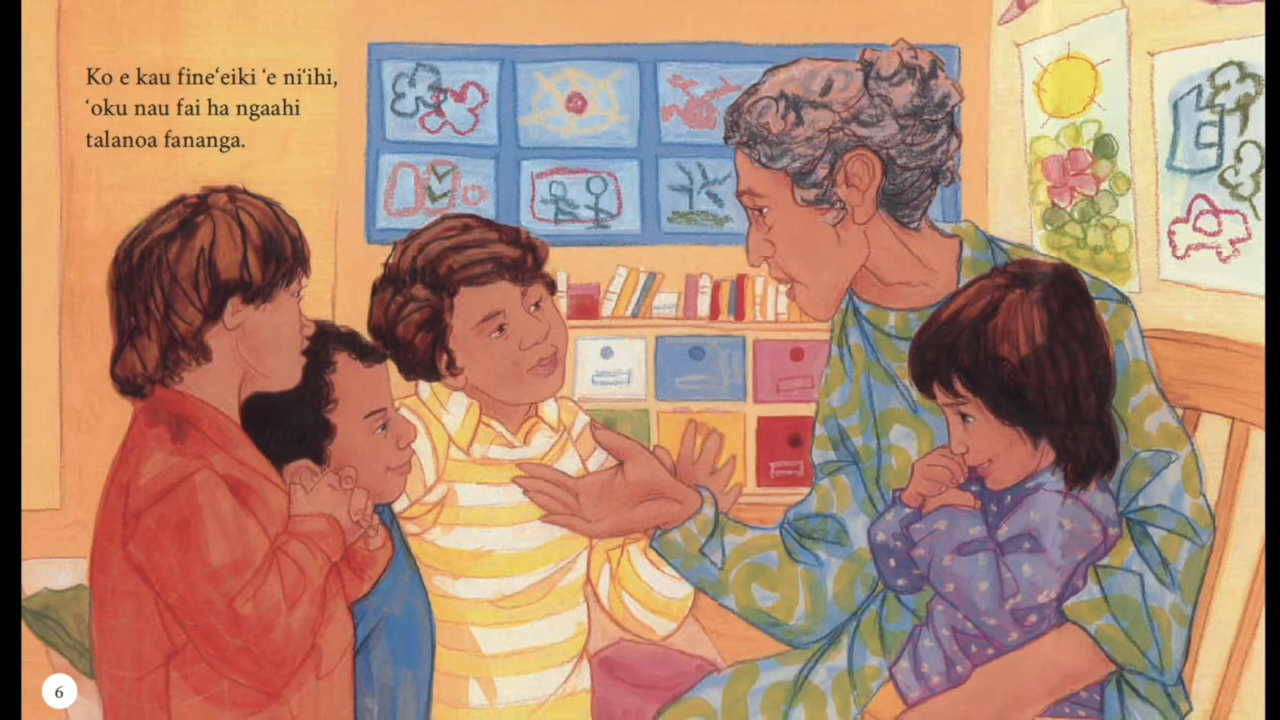 Ko e kau fineʻeiki ʻe niʻihi,
ʻoku nau fai ha ngaahi
talanoa fananga.
6